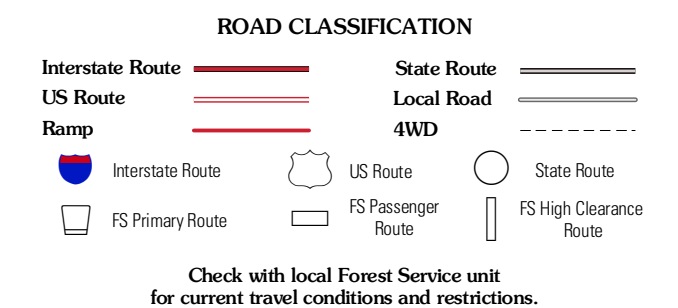 ROAD CLASSIFICATION
Interstate Route
State Route
US Route
Local Road
Ramp
4WD
Interstate Route
US Route
State Route
FS Primary Route
FS Passenger
Route
FS High Clearance
Route
Check with local Forest Service unit
for current travel conditions and restrictions.